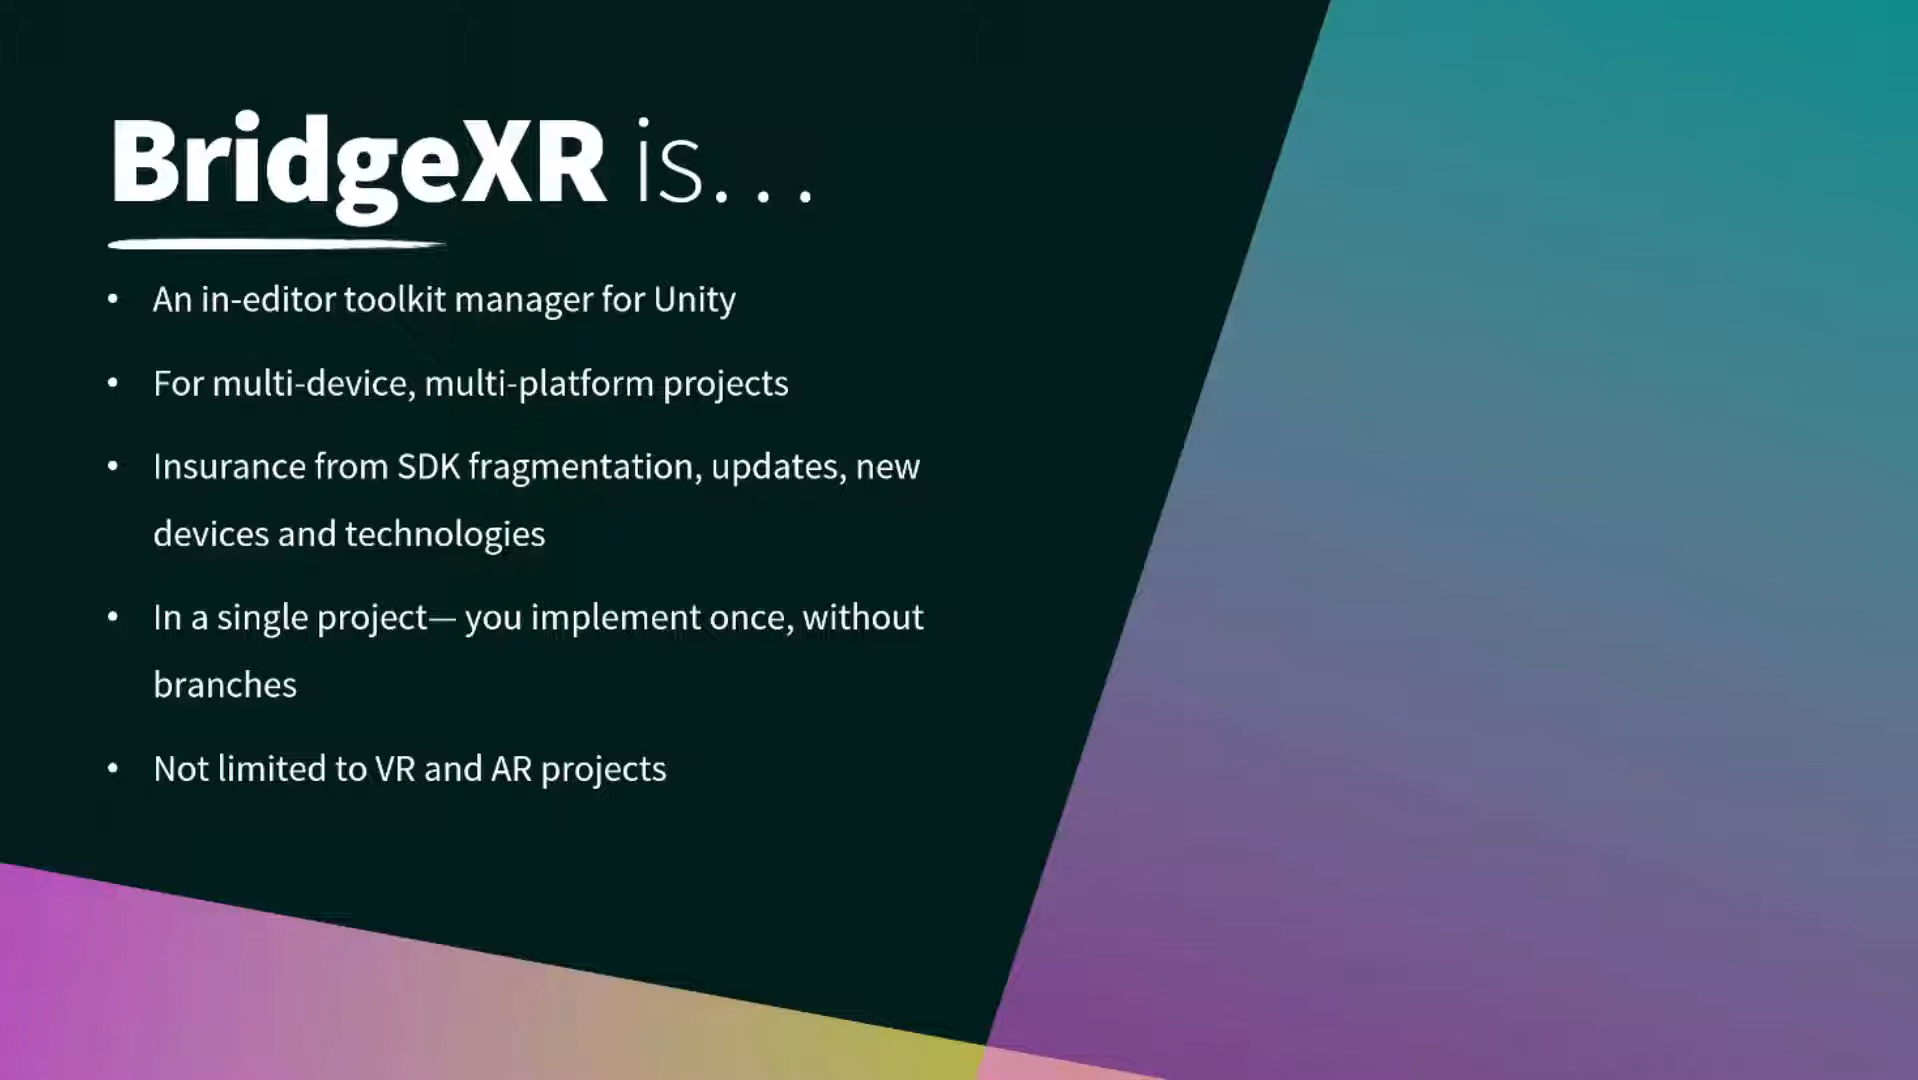 BridgeXR is...
• An in-editor toolkit manager for Unity
• For multi-device, multi-platform projects
• Insurance from SDK fragmentation, updates, new
devices and technologies
• In a single project— you implement once, without
branches
• Not limited to VR and AR projects